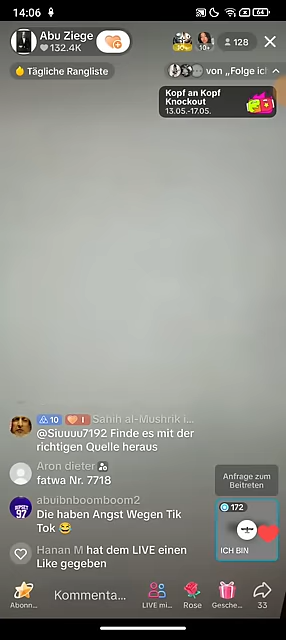 14:06
64
Abu Ziege
132.4K
30+
10+
128
Tägliche Rangliste
von „Folge ich
Kopf an Kopf
Knockout
13.05.-17.05.
10
Sahih al-Mushrik i...
@Siuuuu7192 Finde es mit der
richtigen Quelle heraus
Aron dieter
fatwa Nr. 7718
abuibnboomboom2
Die haben Angst Wegen Tik
Tok 😂
Hanan M hat dem LIVE einen
Like gegeben
Anfrage zum
Beitreten
172
ICH BIN
Abonn...
Kommenta...
LIVE mi...
Rose
Gesche...
33